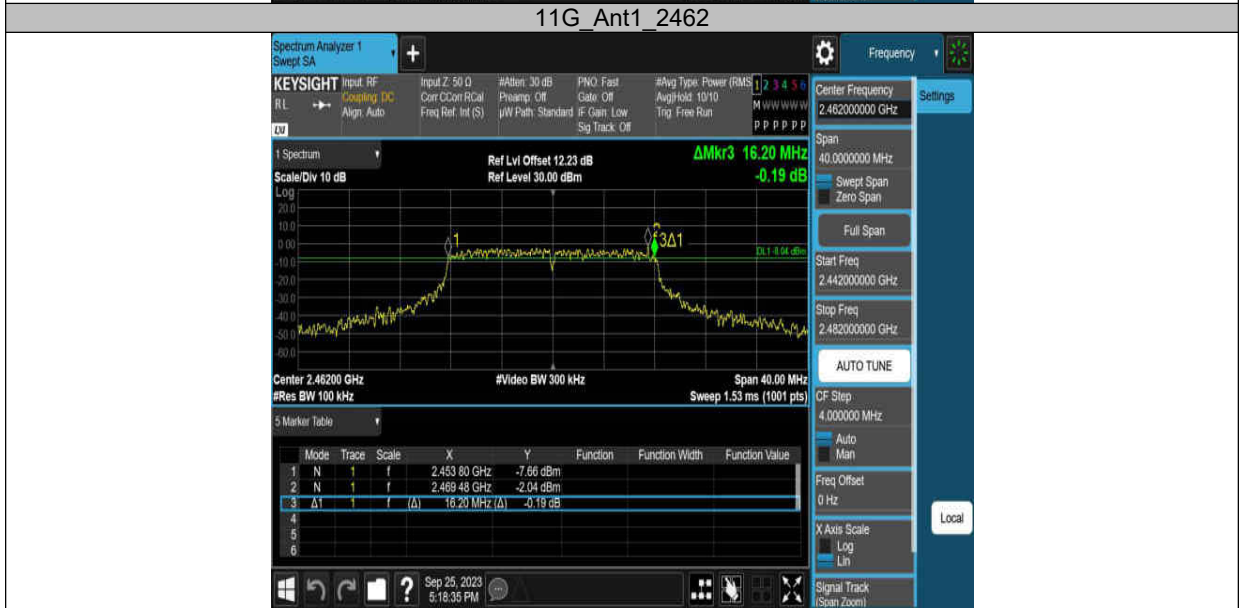 11G_Ant1_2462
Spectrum Analyzer 1
Swept SA
+
Frequency
KEYSIGHT
RL
Input: RF
Coupling: DC
Align: Auto
Input Z: 50 Ω
Corr CCorr RCal
Freq Ref: Int (S)
#Atten: 30 dB
Preamp: Off
µW Path: Standard
PNO: Fast
Gate: Off
IF Gain: Low
Sig Track: Off
#Avg Type: Power (RMS
Avg|Hold: 10/10
Trig: Free Run
1 2 3 4 5 6
M W W W W W
P P P P P P
LXI
1 Spectrum
Scale/Div 10 dB
Ref Lvl Offset 12.23 dB
Ref Level 30.00 dBm
ΔMkr3 16.20 MHz
-0.19 dB
Log
20.0
10.0
0.00
-10.0
-20.0
-30.0
-40.0
-50.0
-60.0
1
3Δ1
DL1 -8.04 dBm
Center 2.46200 GHz
#Video BW 300 kHz
Span 40.00 MHz
#Res BW 100 kHz
Sweep 1.53 ms (1001 pts)
5 Marker Table
Mode Trace Scale X Y Function Function Width Function Value
1 N 1 f 2.453 80 GHz -7.66 dBm
2 N 1 f 2.469 48 GHz -2.04 dBm
3 Δ1 1 f (Δ) 16.20 MHz (Δ) -0.19 dB
4
5
6
?
Sep 25, 2023
5:18:35 PM
Center Frequency
2.462000000 GHz
Settings
Span
40.0000000 MHz
Swept Span
Zero Span
Full Span
Start Freq
2.442000000 GHz
Stop Freq
2.482000000 GHz
AUTO TUNE
CF Step
4.000000 MHz
Auto
Man
Freq Offset
0 Hz
X Axis Scale
Log
Lin
Local
Signal Track
(Span Zoom)